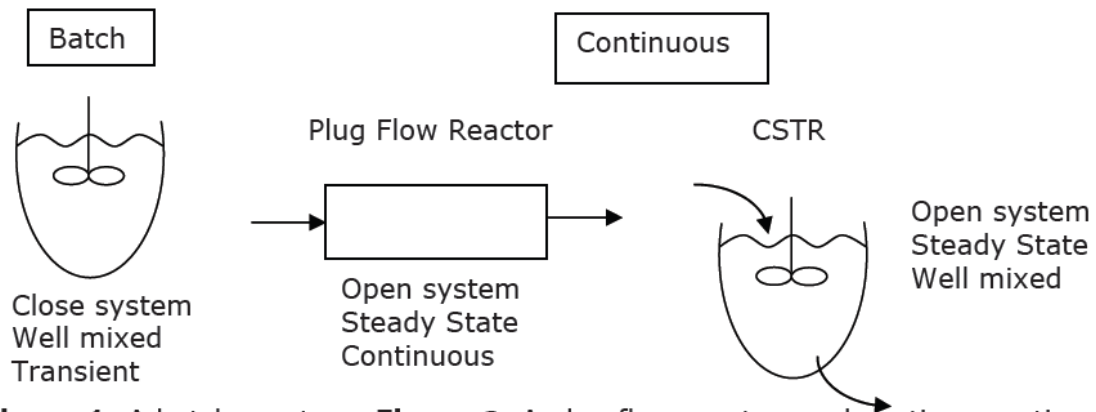 Batch
Continuous
Plug Flow Reactor
CSTR
Close system
Well mixed
Transient
Open system
Steady State
Continuous
Open system
Steady State
Well mixed